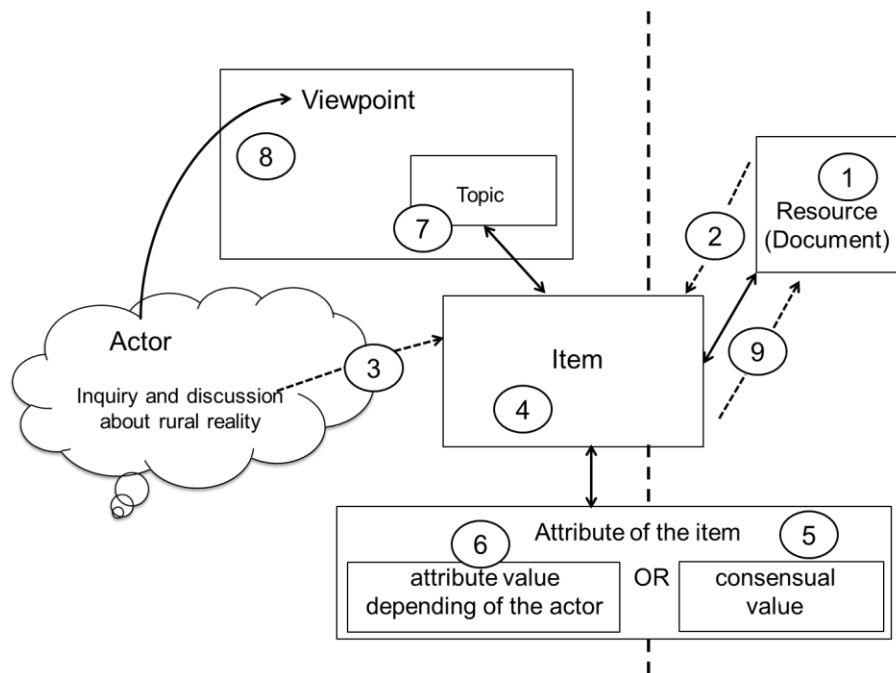 Viewpoint
8
Topic
7
1
Resource
(Document)
2
Actor
Inquiry and discussion
about rural reality
3
Item
4
9
Attribute of the item
5
6
attribute value
depending of the actor
OR
consensual
value